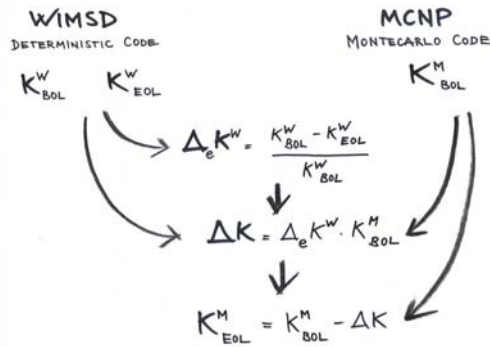 WIMSD MCNP
DETERMINISTIC CODE MONTECARLO CODE
K^W_BOL K^W_EOL K^M_BOL
Δ_e K^W = (K^W_BOL - K^W_EOL) / K^W_BOL
ΔK = Δ_e K^W · K^M_BOL
K^M_EOL = K^M_BOL - ΔK